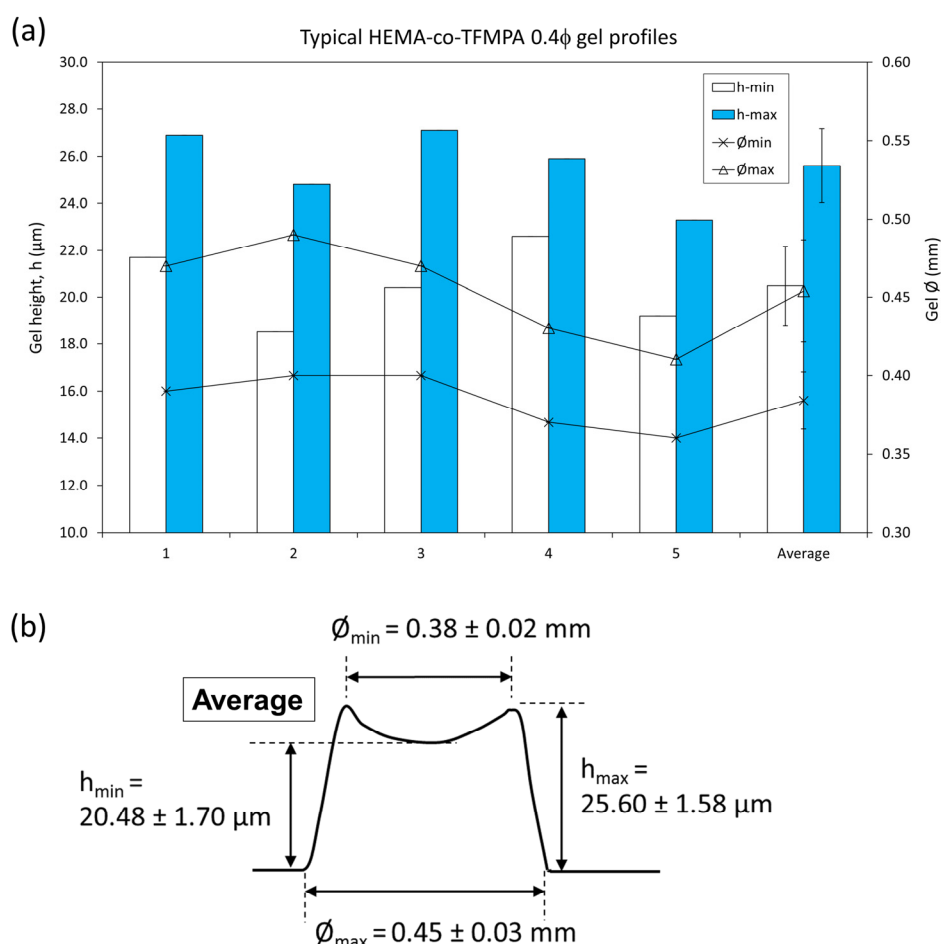 (a)
Typical HEMA-co-TFMPA 0.4ϕ gel profiles
30.0
28.0
26.0
24.0
22.0
20.0
18.0
16.0
14.0
12.0
10.0
Gel height, h (µm)
h-min
h-max
Ømin
Ømax
0.60
0.55
0.50
0.45
0.40
0.35
0.30
Gel Ø (mm)
1 2 3 4 5 Average
(b)
Ømin = 0.38 ± 0.02 mm
Average
hmin =
20.48 ± 1.70 µm
hmax =
25.60 ± 1.58 µm
Ømax = 0.45 ± 0.03 mm